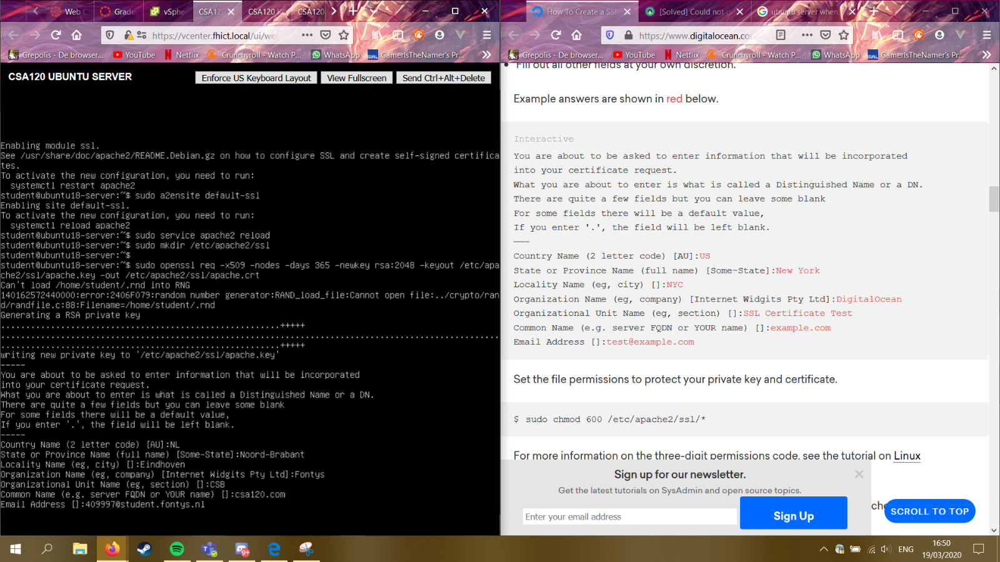 Web C
Grade
vSphe
CSA12
CSA120 K
CSA120
https://vcenter.fhict.local/ui/we
Grepolis - De browser...
YouTube
Netflix
Crunchyroll - Watch P...
WhatsApp
GamerIsTheNamer's Pr...
CSA120 UBUNTU SERVER
Enforce US Keyboard Layout
View Fullscreen
Send Ctrl+Alt+Delete
Enabling module ssl.
See /usr/share/doc/apache2/README.Debian.gz on how to configure SSL and create self-signed certifica
tes.
To activate the new configuration, you need to run:
systemctl restart apache2
student@ubuntu18-server:~$ sudo a2ensite default-ssl
Enabling site default-ssl.
To activate the new configuration, you need to run:
systemctl reload apache2
student@ubuntu18-server:~$ sudo service apache2 reload
student@ubuntu18-server:~$ sudo mkdir /etc/apache2/ssl
student@ubuntu18-server:~$
student@ubuntu18-server:~$ sudo openssl req -x509 -nodes -days 365 -newkey rsa:2048 -keyout /etc/apa
che2/ssl/apache.key -out /etc/apache2/ssl/apache.crt
Can't load /home/student/.rnd into RNG
140162572440000:error:2406F079:random number generator:RAND_load_file:Cannot open file:../crypto/ran
d/randfile.c:88:Filename=/home/student/.rnd
Generating a RSA private key
........................................................+++++
....................................................................................................
........................................................+++++
writing new private key to '/etc/apache2/ssl/apache.key'
-----
You are about to be asked to enter information that will be incorporated
into your certificate request.
What you are about to enter is what is called a Distinguished Name or a DN.
There are quite a few fields but you can leave some blank
For some fields there will be a default value,
If you enter '.', the field will be left blank.
-----
Country Name (2 letter code) [AU]:NL
State or Province Name (full name) [Some-State]:Noord-Brabant
Locality Name (eg, city) []:Eindhoven
Organization Name (eg, company) [Internet Widgits Pty Ltd]:Fontys
Organizational Unit Name (eg, section) []:CSB
Common Name (e.g. server FQDN or YOUR name) []:csa120.com
Email Address []:409997@student.fontys.nl
How To Create a SSL
[Solved] Could not g
ubuntu server when
https://www.digitalocean.co
Grepolis - De browser...
YouTube
Netflix
Crunchyroll - Watch P...
WhatsApp
GamerIsTheNamer's Pr...
Fill out all other fields at your own discretion.
Example answers are shown in red below.
Interactive
You are about to be asked to enter information that will be incorporated
into your certificate request.
What you are about to enter is what is called a Distinguished Name or a DN.
There are quite a few fields but you can leave some blank
For some fields there will be a default value,
If you enter '.', the field will be left blank.
———
Country Name (2 letter code) [AU]:US
State or Province Name (full name) [Some-State]:New York
Locality Name (eg, city) []:NYC
Organization Name (eg, company) [Internet Widgits Pty Ltd]:DigitalOcean
Organizational Unit Name (eg, section) []:SSL Certificate Test
Common Name (e.g. server FQDN or YOUR name) []:example.com
Email Address []:test@example.com
Set the file permissions to protect your private key and certificate.
$ sudo chmod 600 /etc/apache2/ssl/*
For more information on the three-digit permissions code, see the tutorial on Linux
Sign up for our newsletter.
Get the latest tutorials on SysAdmin and open source topics.
Enter your email address
Sign Up
che
SCROLL TO TOP
9+
ENG
16:50
19/03/2020